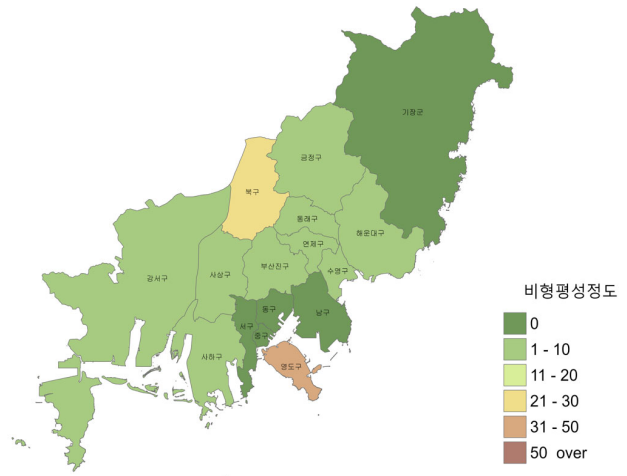 기장군
금정구
북구
동래구
해운대구
연제구
수영구
부산진구
강서구
사상구
동구
남구
서구
중구
사하구
영도구
비형평성정도
0
1 - 10
11 - 20
21 - 30
31 - 50
50 over